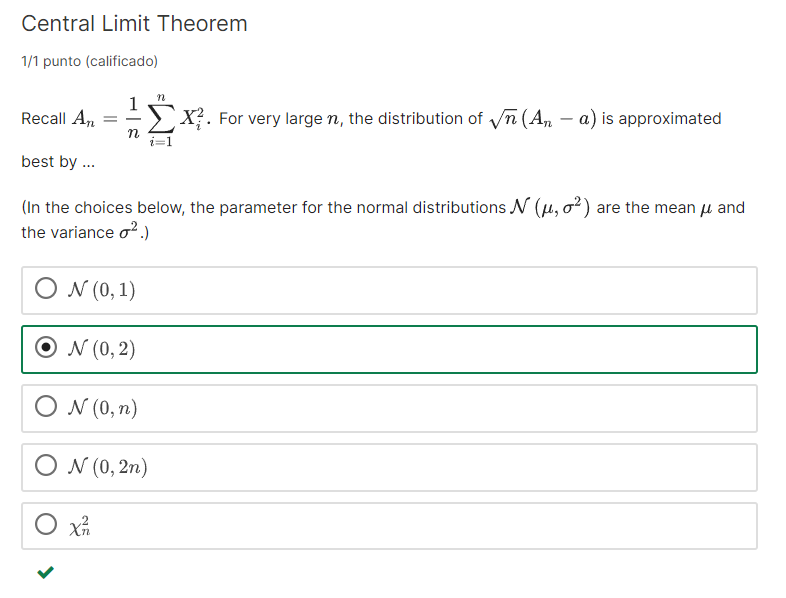 Central Limit Theorem
1/1 punto (calificado)
Recall $A_n = \frac{1}{n} \sum_{i=1}^{n} X_i^2$. For very large $n$, the distribution of $\sqrt{n}\,(A_n - a)$ is approximated
best by ...
(In the choices below, the parameter for the normal distributions $\mathcal{N}(\mu, \sigma^2)$ are the mean $\mu$ and
the variance $\sigma^2$.)
$\mathcal{N}(0, 1)$
$\mathcal{N}(0, 2)$
$\mathcal{N}(0, n)$
$\mathcal{N}(0, 2n)$
$\chi_n^2$